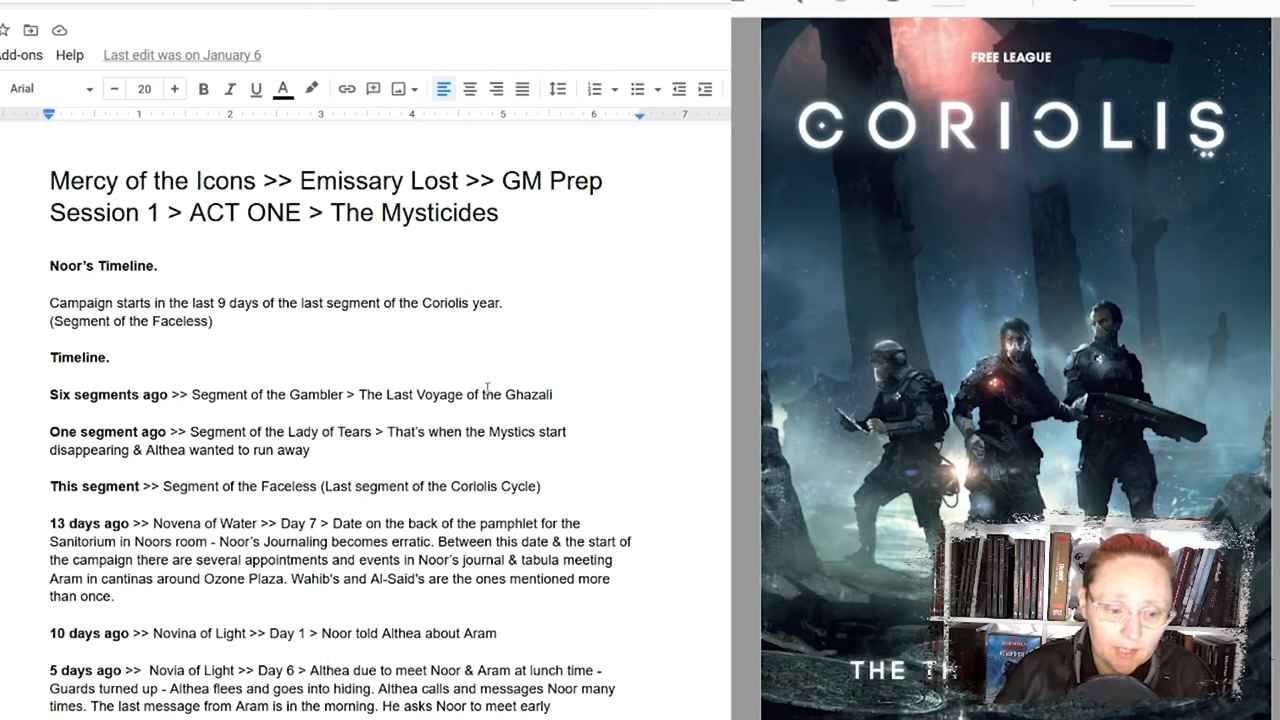 Add-ons Help Last edit was on January 6
Arial 20 B I U A
1 2 3 4 5 6 7
Mercy of the Icons >> Emissary Lost >> GM Prep
Session 1 > ACT ONE > The Mysticides
Noor's Timeline.
Campaign starts in the last 9 days of the last segment of the Coriolis year.
(Segment of the Faceless)
Timeline.
Six segments ago >> Segment of the Gambler > The Last Voyage of the Ghazali
One segment ago >> Segment of the Lady of Tears > That's when the Mystics start
disappearing & Althea wanted to run away
This segment >> Segment of the Faceless (Last segment of the Coriolis Cycle)
13 days ago >> Novena of Water >> Day 7 > Date on the back of the pamphlet for the
Sanitorium in Noors room - Noor's Journaling becomes erratic. Between this date & the start of
the campaign there are several appointments and events in Noor's journal & tabula meeting
Aram in cantinas around Ozone Plaza. Wahib's and Al-Said's are the ones mentioned more
than once.
10 days ago >> Novina of Light >> Day 1 > Noor told Althea about Aram
5 days ago >> Novia of Light >> Day 6 > Althea due to meet Noor & Aram at lunch time -
Guards turned up - Althea flees and goes into hiding. Althea calls and messages Noor many
times. The last message from Aram is in the morning. He asks Noor to meet early
FREE LEAGUE
CORIOLIS
THE